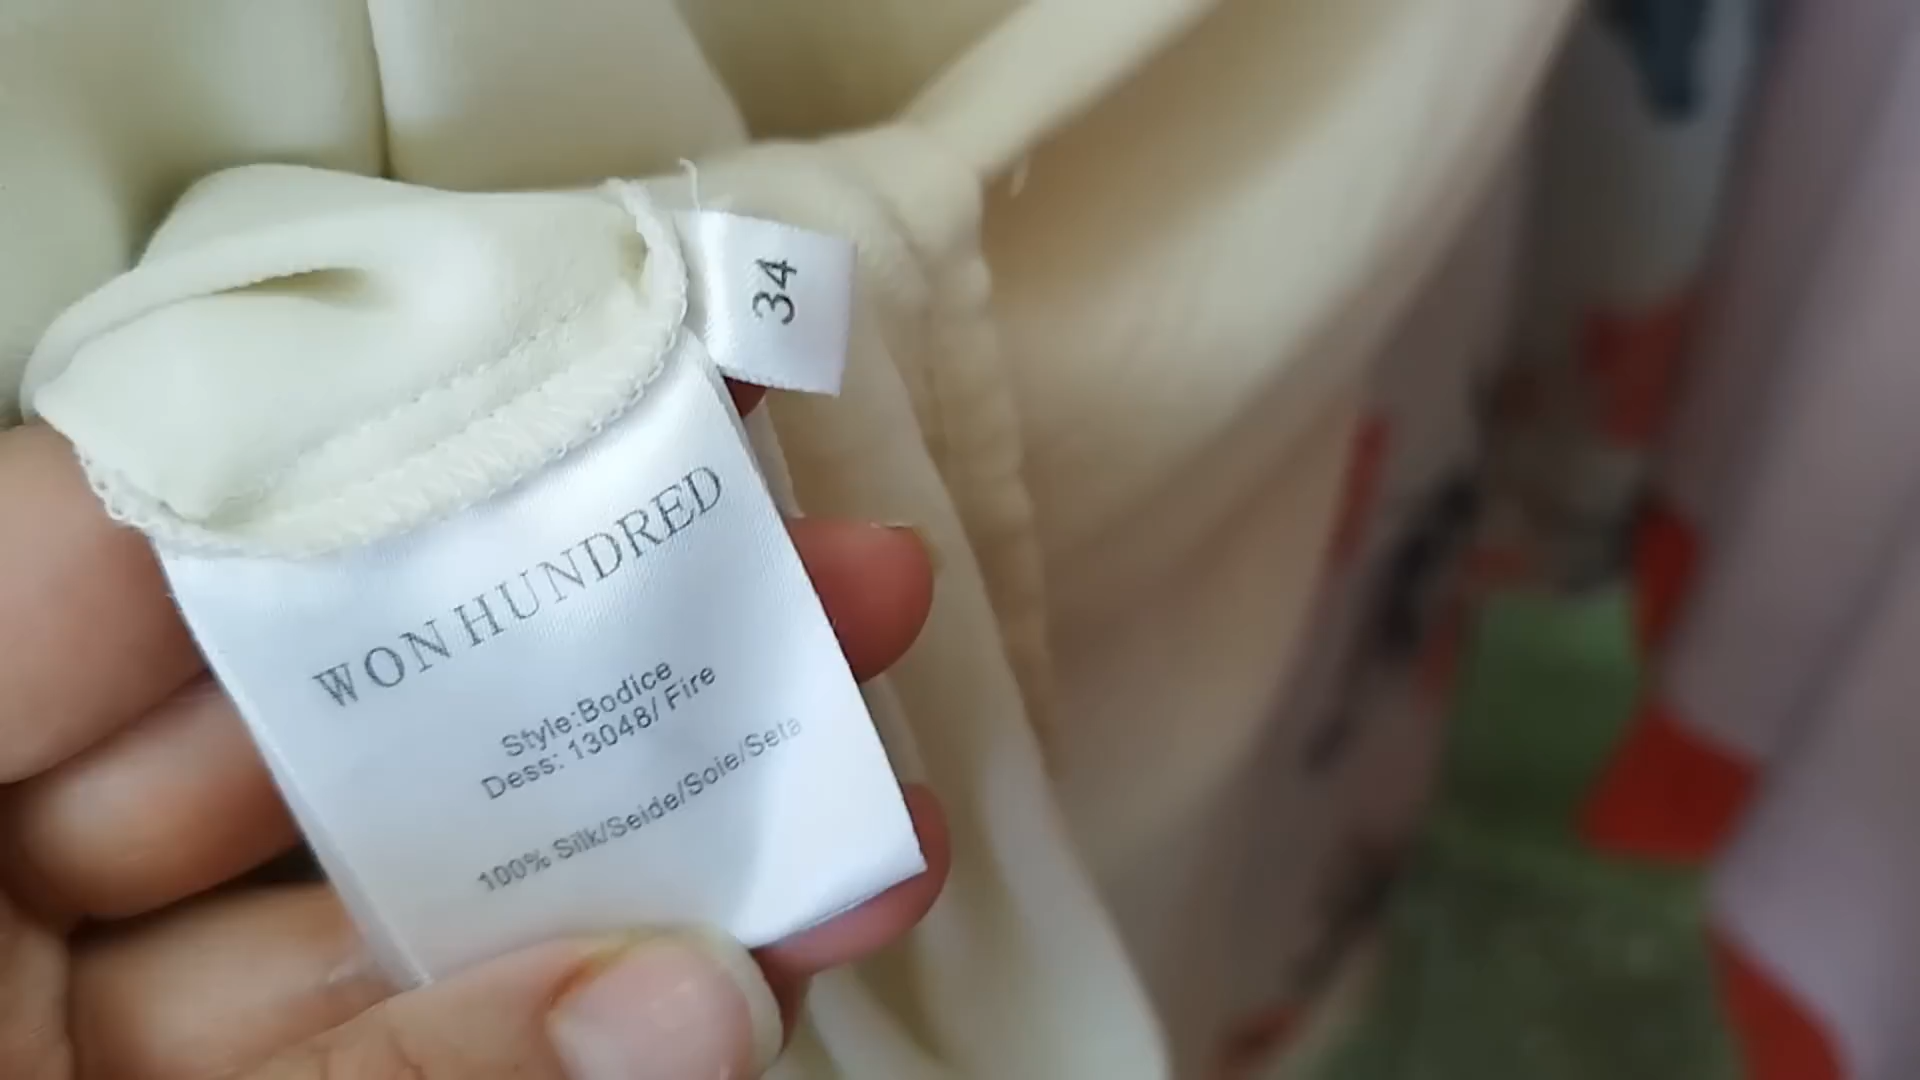 34
WON HUNDRED
Style:Bodice
Dess: 13048/ Fire
100% Silk/Seide/Soie/Seta